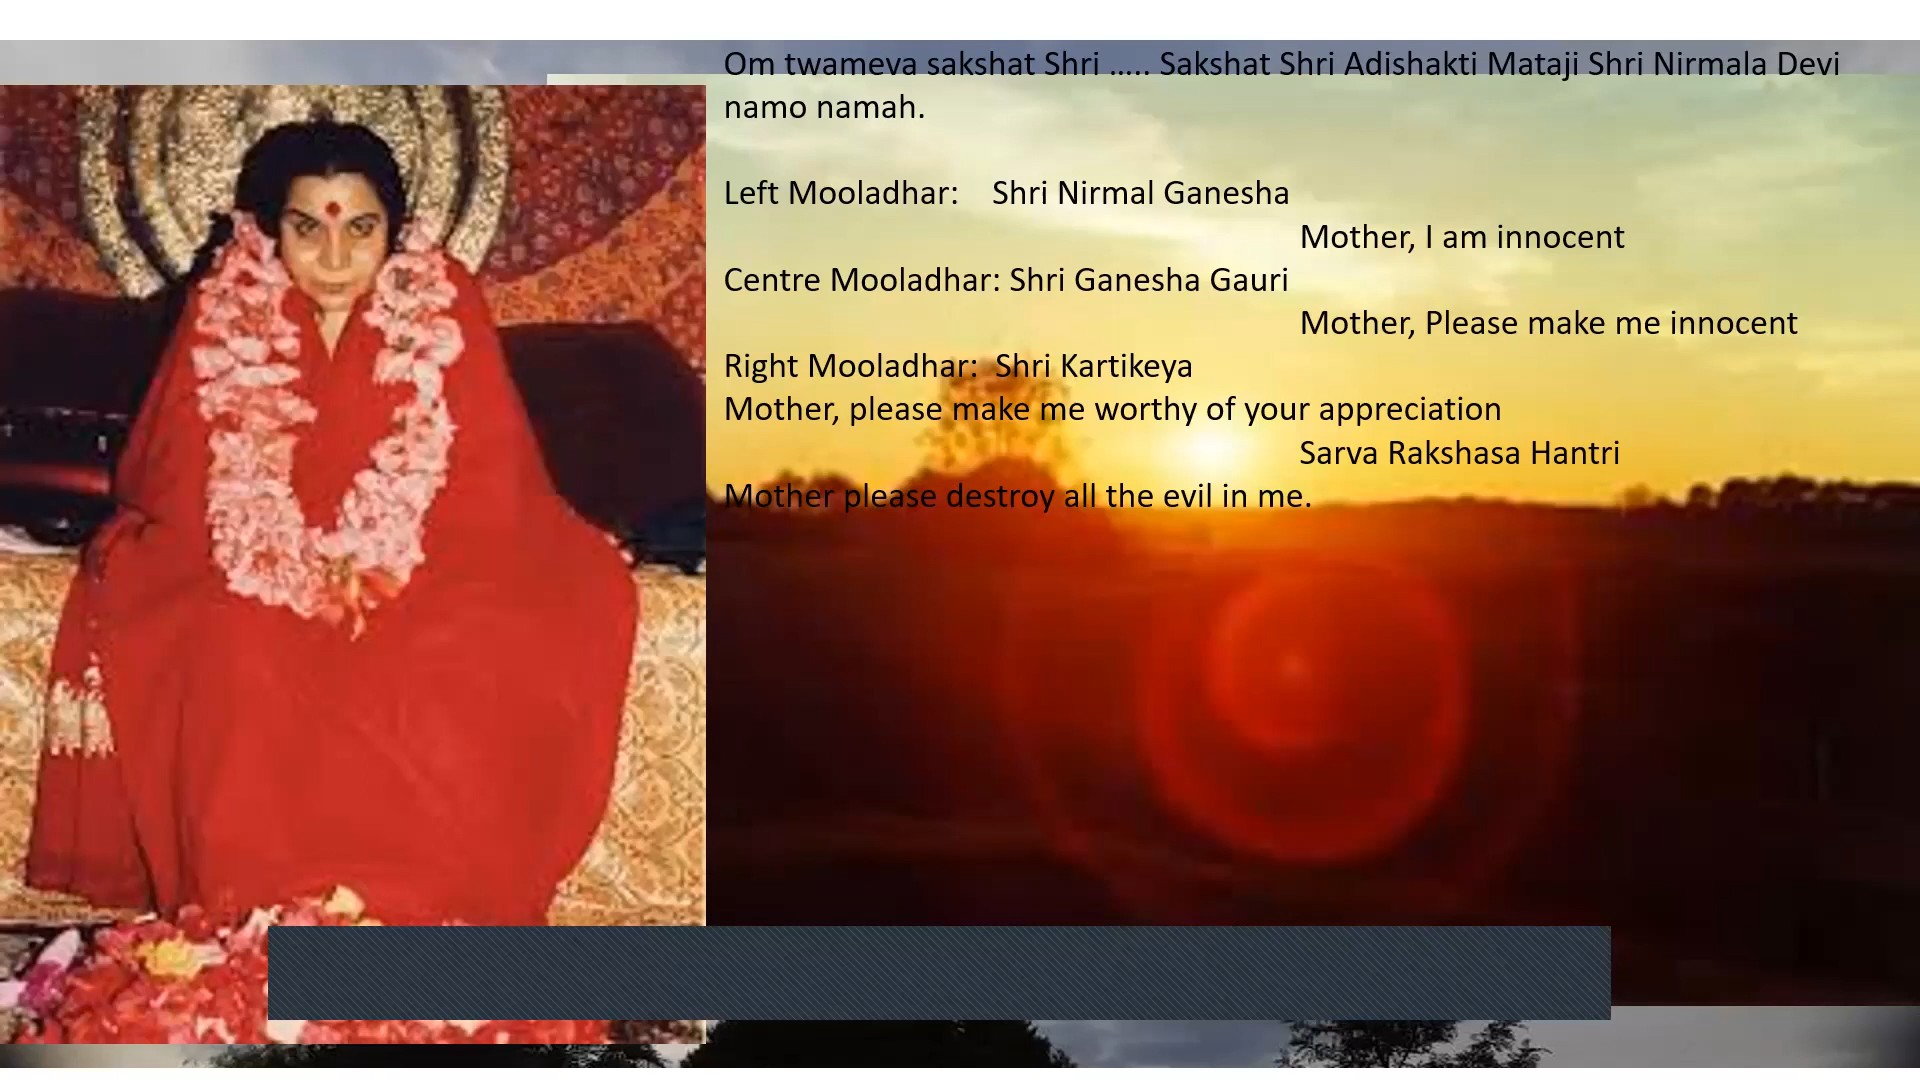 Om twameva sakshat Shri ..... Sakshat Shri Adishakti Mataji Shri Nirmala Devi
namo namah.
Left Mooladhar: Shri Nirmal Ganesha
Mother, I am innocent
Centre Mooladhar: Shri Ganesha Gauri
Mother, Please make me innocent
Right Mooladhar: Shri Kartikeya
Mother, please make me worthy of your appreciation
Sarva Rakshasa Hantri
Mother please destroy all the evil in me.